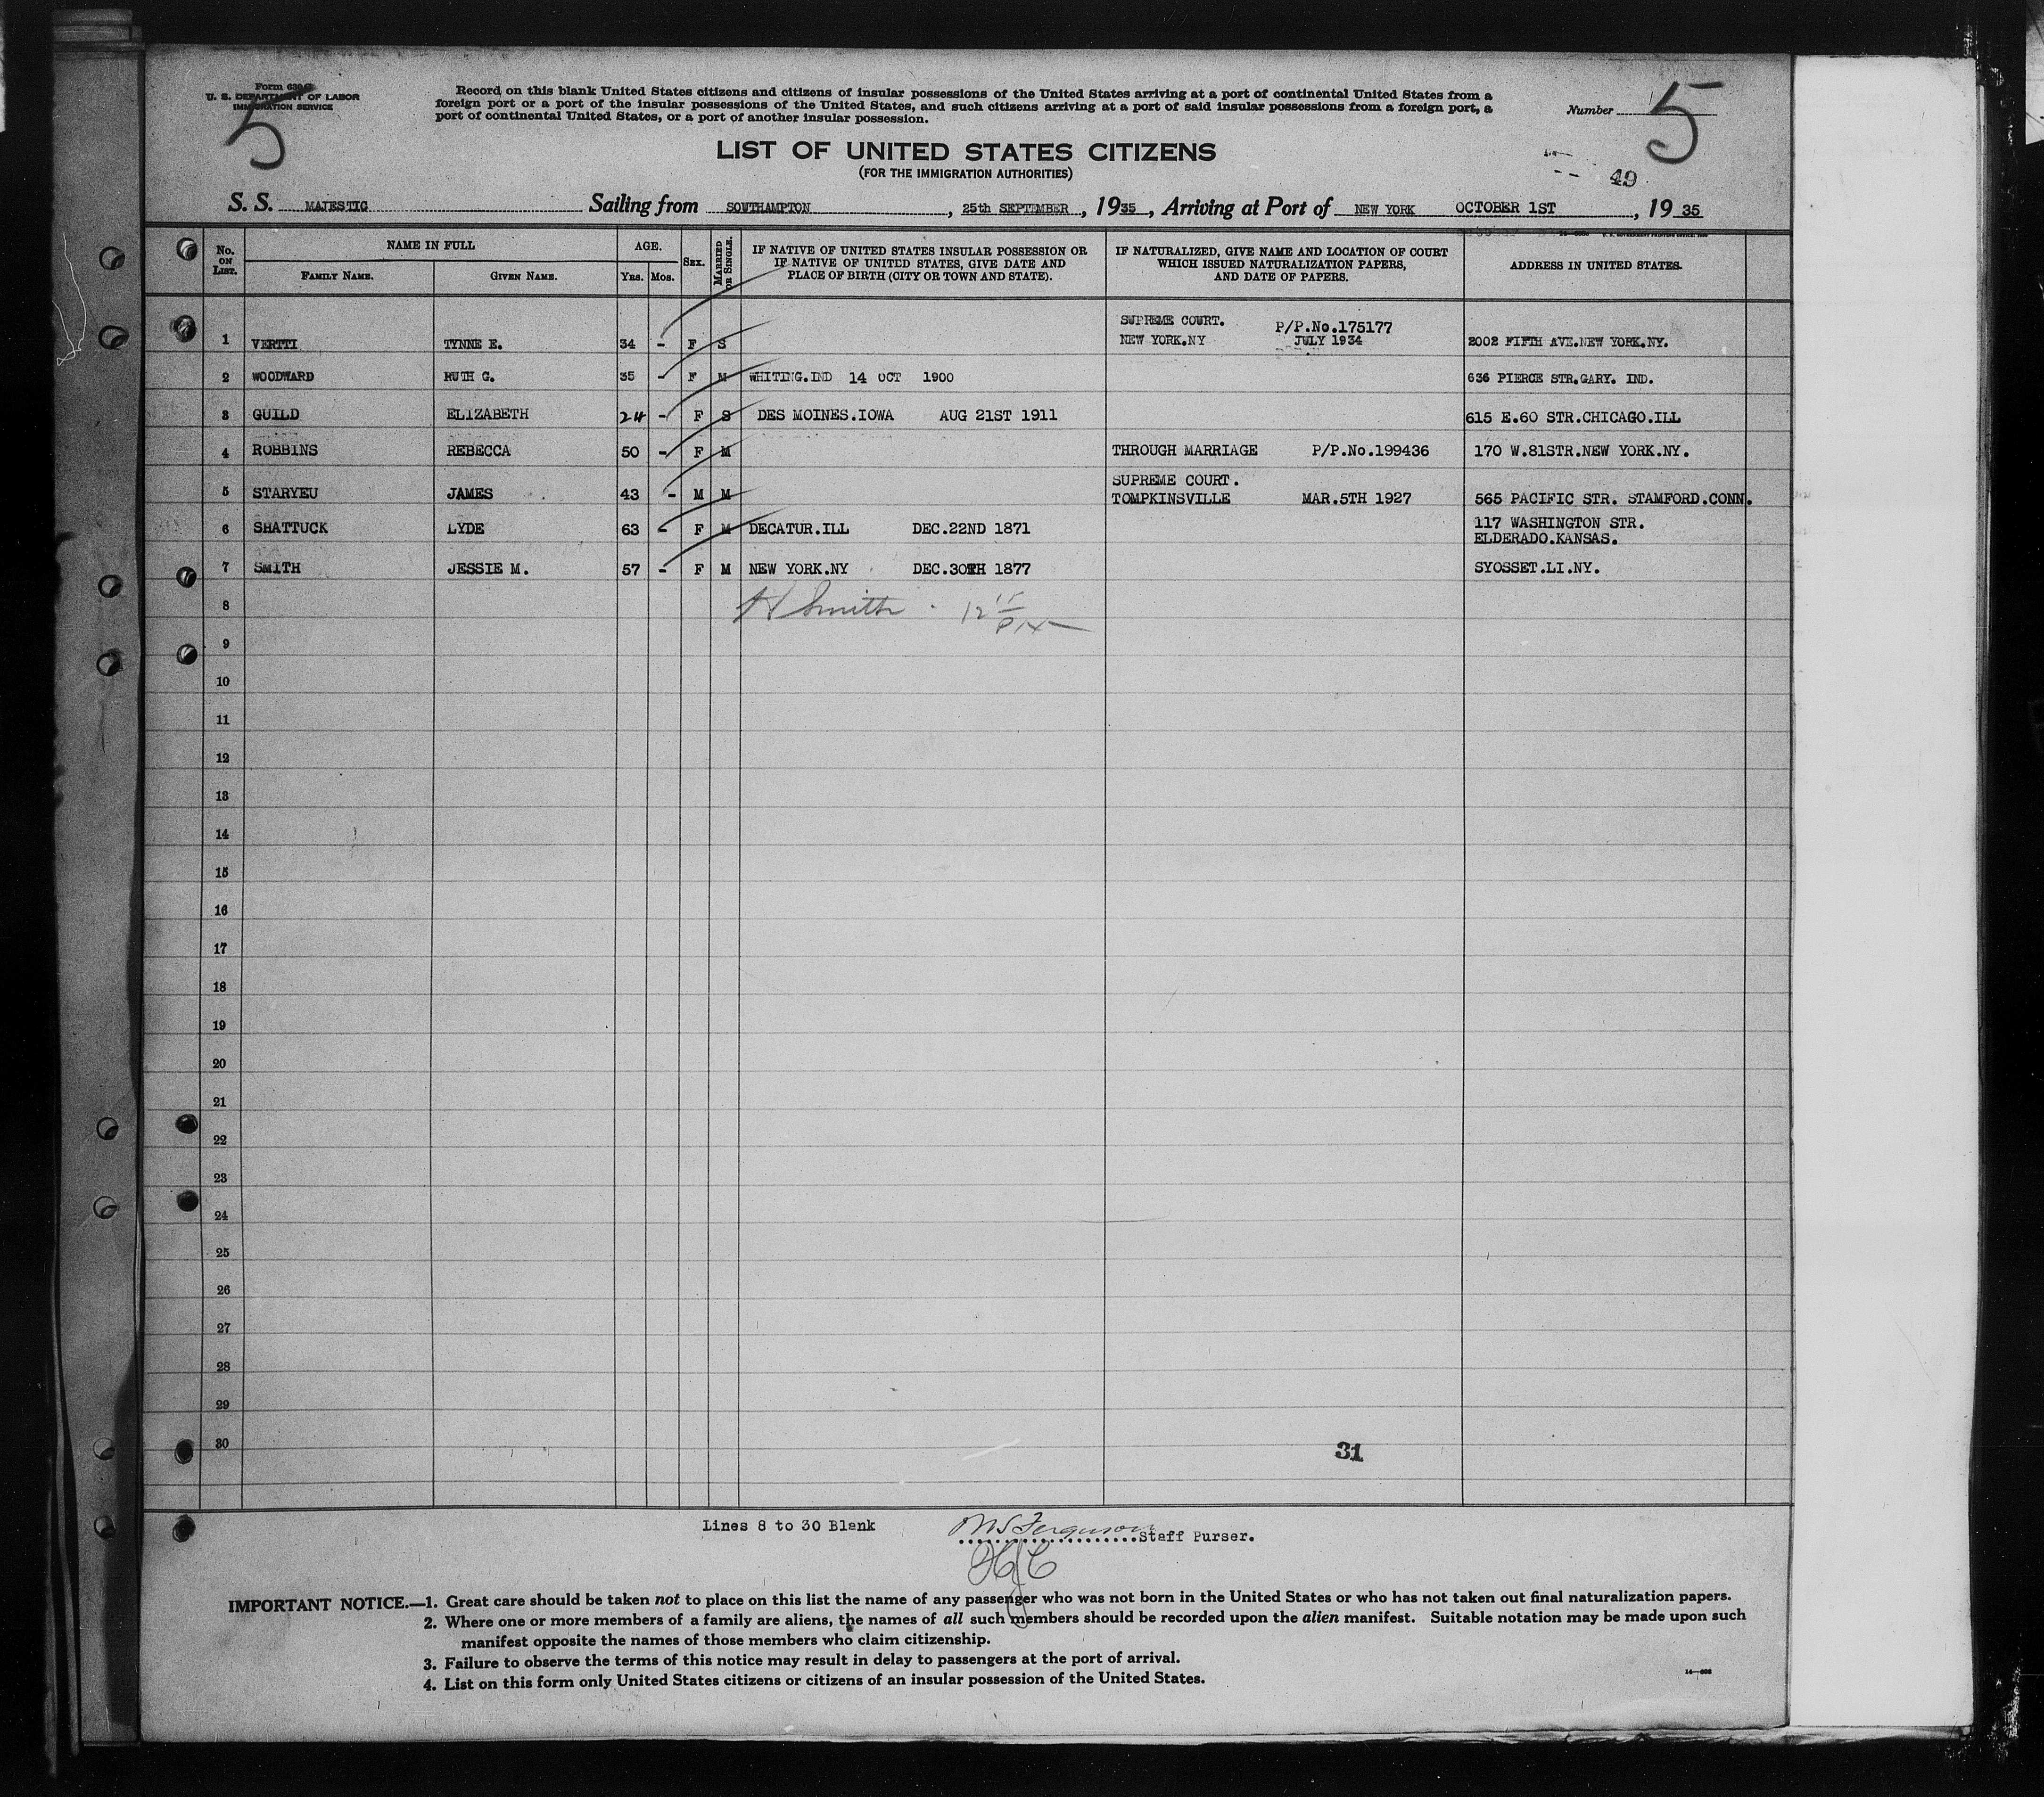 Form 630
U. S. DEPARTMENT OF LABOR
IMMIGRATION SERVICE
5
Record on this blank United States citizens and citizens of insular possessions of the United States arriving at a port of continental United States from a
foreign port or a port of the insular possessions of the United States, and such citizens arriving at a port of said insular possessions from a foreign port, a
port of continental United States, or a port of another insular possession.
Number 5
LIST OF UNITED STATES CITIZENS
(FOR THE IMMIGRATION AUTHORITIES)
49
S. S. MAJESTIC Sailing from SOUTHAMPTON, 25th SEPTEMBER, 1935, Arriving at Port of NEW YORK OCTOBER 1ST, 1935
No. ON LIST. NAME IN FULL FAMILY NAME. GIVEN NAME. AGE. YRS. MOS. SEX. MARRIED OR SINGLE. IF NATIVE OF UNITED STATES INSULAR POSSESSION OR IF NATIVE OF UNITED STATES, GIVE DATE AND PLACE OF BIRTH (CITY OR TOWN AND STATE). IF NATURALIZED, GIVE NAME AND LOCATION OF COURT WHICH ISSUED NATURALIZATION PAPERS, AND DATE OF PAPERS. ADDRESS IN UNITED STATES.
SUPREME COURT. P/P.No.175177
1 VERTTI TYNNE E. 34 - F S NEW YORK.NY JULY 1934 2002 FIFTH AVE.NEW YORK.NY.
2 WOODWARD RUTH G. 35 - F M WHITING.IND 14 OCT 1900 636 PIERCE STR.GARY. IND.
3 GUILD ELIZABETH 24 - F S DES MOINES.IOWA AUG 21ST 1911 615 E.60 STR.CHICAGO.ILL
4 ROBBINS REBECCA 50 - F M THROUGH MARRIAGE P/P.No.199436 170 W.81STR.NEW YORK.NY.
SUPREME COURT.
5 STARYEU JAMES 43 - M M TOMPKINSVILLE MAR.5TH 1927 565 PACIFIC STR. STAMFORD.CONN.
6 SHATTUCK LYDE 63 - F M DECATUR.ILL DEC.22ND 1871 117 WASHINGTON STR.
ELDERADO.KANSAS.
7 SMITH JESSIE M. 57 - F M NEW YORK.NY DEC.30TH 1877 SYOSSET.LI.NY.
8 H Smith
9
10
11
12
13
14
15
16
17
18
19
20
21
22
23
24
25
26
27
28
29
30
31
Lines 8 to 30 Blank Ferguson Staff Purser.
IMPORTANT NOTICE.—1. Great care should be taken not to place on this list the name of any passenger who was not born in the United States or who has not taken out final naturalization papers.
2. Where one or more members of a family are aliens, the names of all such members should be recorded upon the alien manifest. Suitable notation may be made upon such
manifest opposite the names of those members who claim citizenship.
3. Failure to observe the terms of this notice may result in delay to passengers at the port of arrival.
4. List on this form only United States citizens or citizens of an insular possession of the United States.